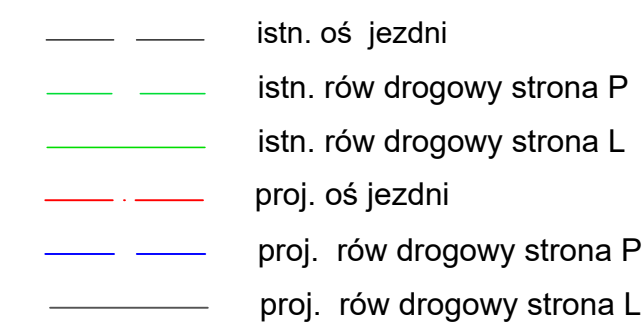 istn. oś jezdni
istn. rów drogowy strona P
istn. rów drogowy strona L
proj. oś jezdni
proj. rów drogowy strona P
proj. rów drogowy strona L